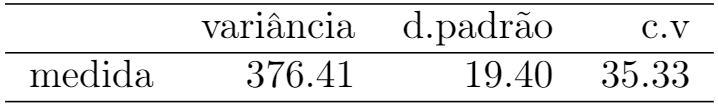 variância d.padrão c.v
medida 376.41 19.40 35.33